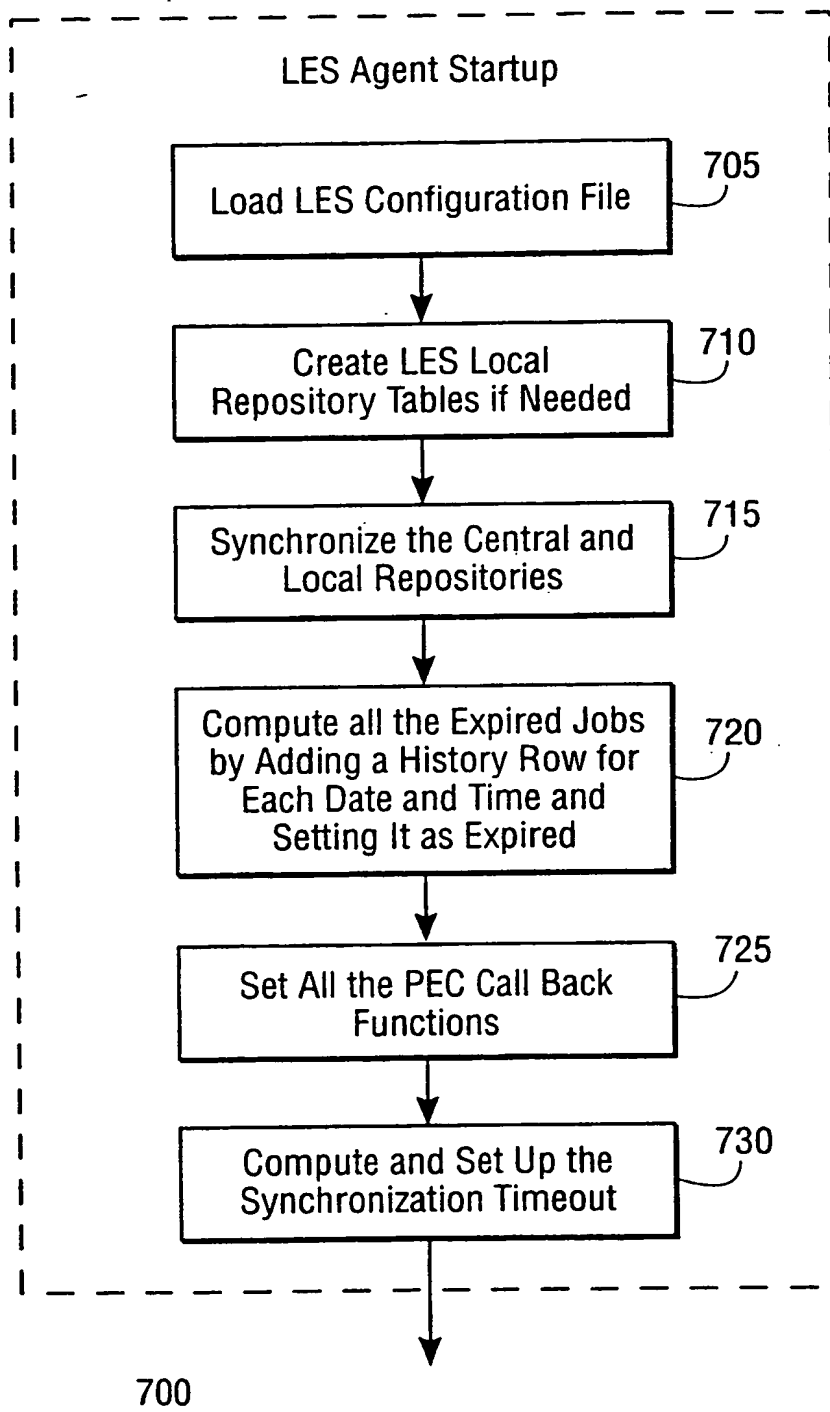 LES Agent Startup
Load LES Configuration File
705
Create LES Local
Repository Tables if Needed
710
Synchronize the Central and
Local Repositories
715
Compute all the Expired Jobs
by Adding a History Row for
Each Date and Time and
Setting It as Expired
720
Set All the PEC Call Back
Functions
725
Compute and Set Up the
Synchronization Timeout
730
700